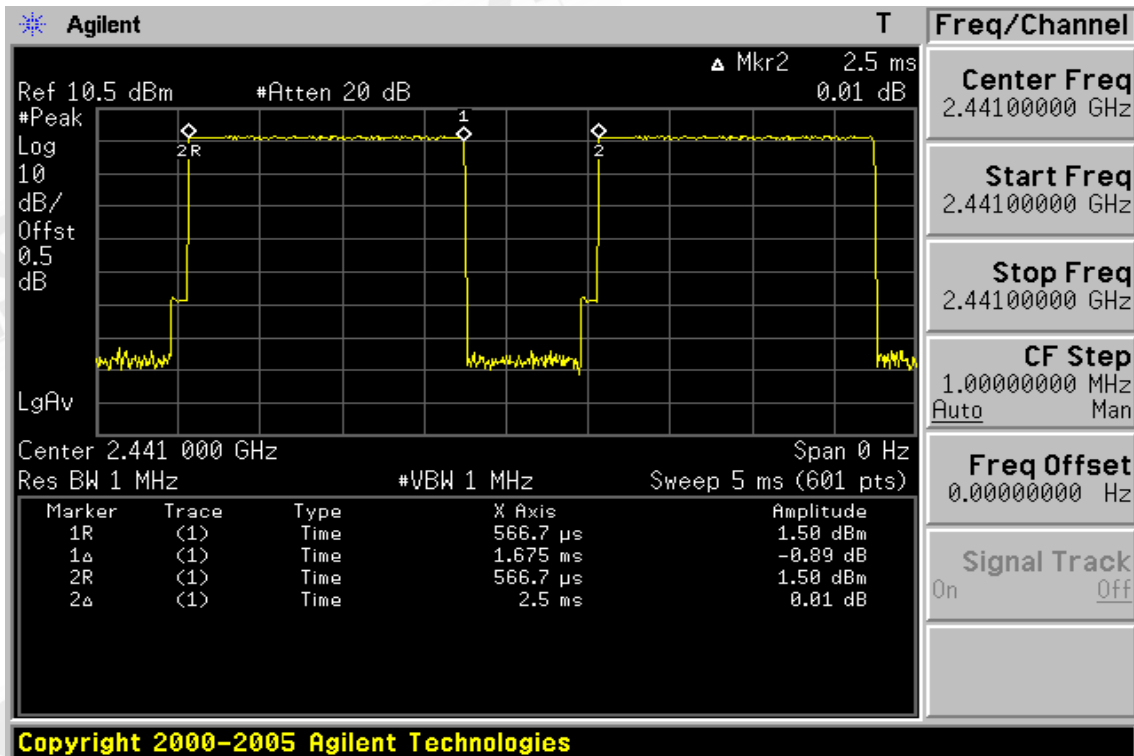 Agilent T Freq/Channel
Δ Mkr2 2.5 ms
Ref 10.5 dBm #Atten 20 dB 0.01 dB
#Peak
Log
10
dB/
Offst
0.5
dB
LgAv
1
2R
2
Center 2.441 000 GHz Span 0 Hz
Res BW 1 MHz #VBW 1 MHz Sweep 5 ms (601 pts)
Marker Trace Type X Axis Amplitude
1R (1) Time 566.7 µs 1.50 dBm
1Δ (1) Time 1.675 ms -0.89 dB
2R (1) Time 566.7 µs 1.50 dBm
2Δ (1) Time 2.5 ms 0.01 dB
Center Freq
2.44100000 GHz
Start Freq
2.44100000 GHz
Stop Freq
2.44100000 GHz
CF Step
1.00000000 MHz
Auto Man
Freq Offset
0.00000000 Hz
Signal Track
On Off
Copyright 2000-2005 Agilent Technologies